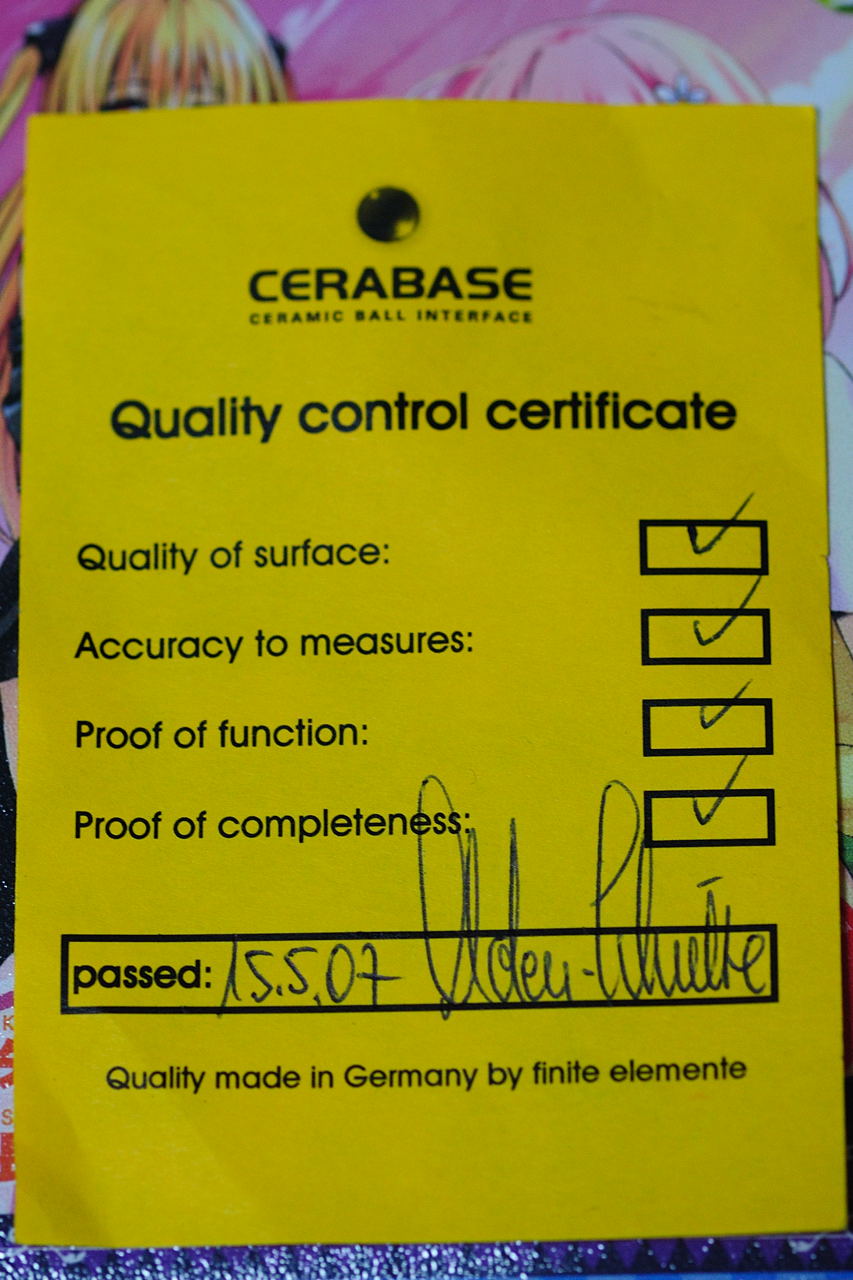 CERABASE
CERAMIC BALL INTERFACE
Quality control certificate
Quality of surface:
Accuracy to measures:
Proof of function:
Proof of completeness:
passed: 15.5.07
Quality made in Germany by finite elemente